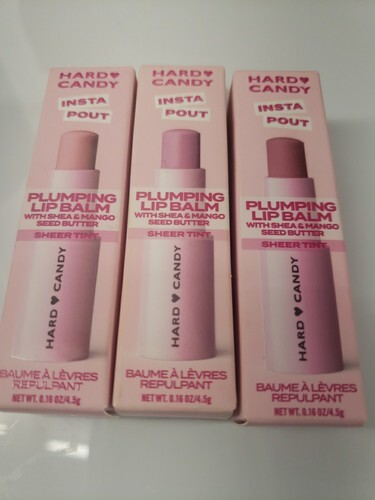 HARD♥
CANDY
INSTA
POUT
PLUMPING
LIP BALM
WITH SHEA & MANGO
SEED BUTTER
SHEER TINT
HARD ♥ CANDY
BAUME À LÈVRES
REPULPANT
NET WT. 0.16 OZ/4.5g
HARD♥
CANDY
INSTA
POUT
PLUMPING
LIP BALM
WITH SHEA & MANGO
SEED BUTTER
SHEER TINT
HARD ♥ CANDY
BAUME À LÈVRES
REPULPANT
NET WT. 0.16 OZ/4.5g
HARD♥
CANDY
INSTA
POUT
PLUMPING
LIP BALM
WITH SHEA & MANGO
SEED BUTTER
SHEER TINT
HARD ♥ CANDY
BAUME À LÈVRES
REPULPANT
NET WT. 0.16 OZ/4.5g